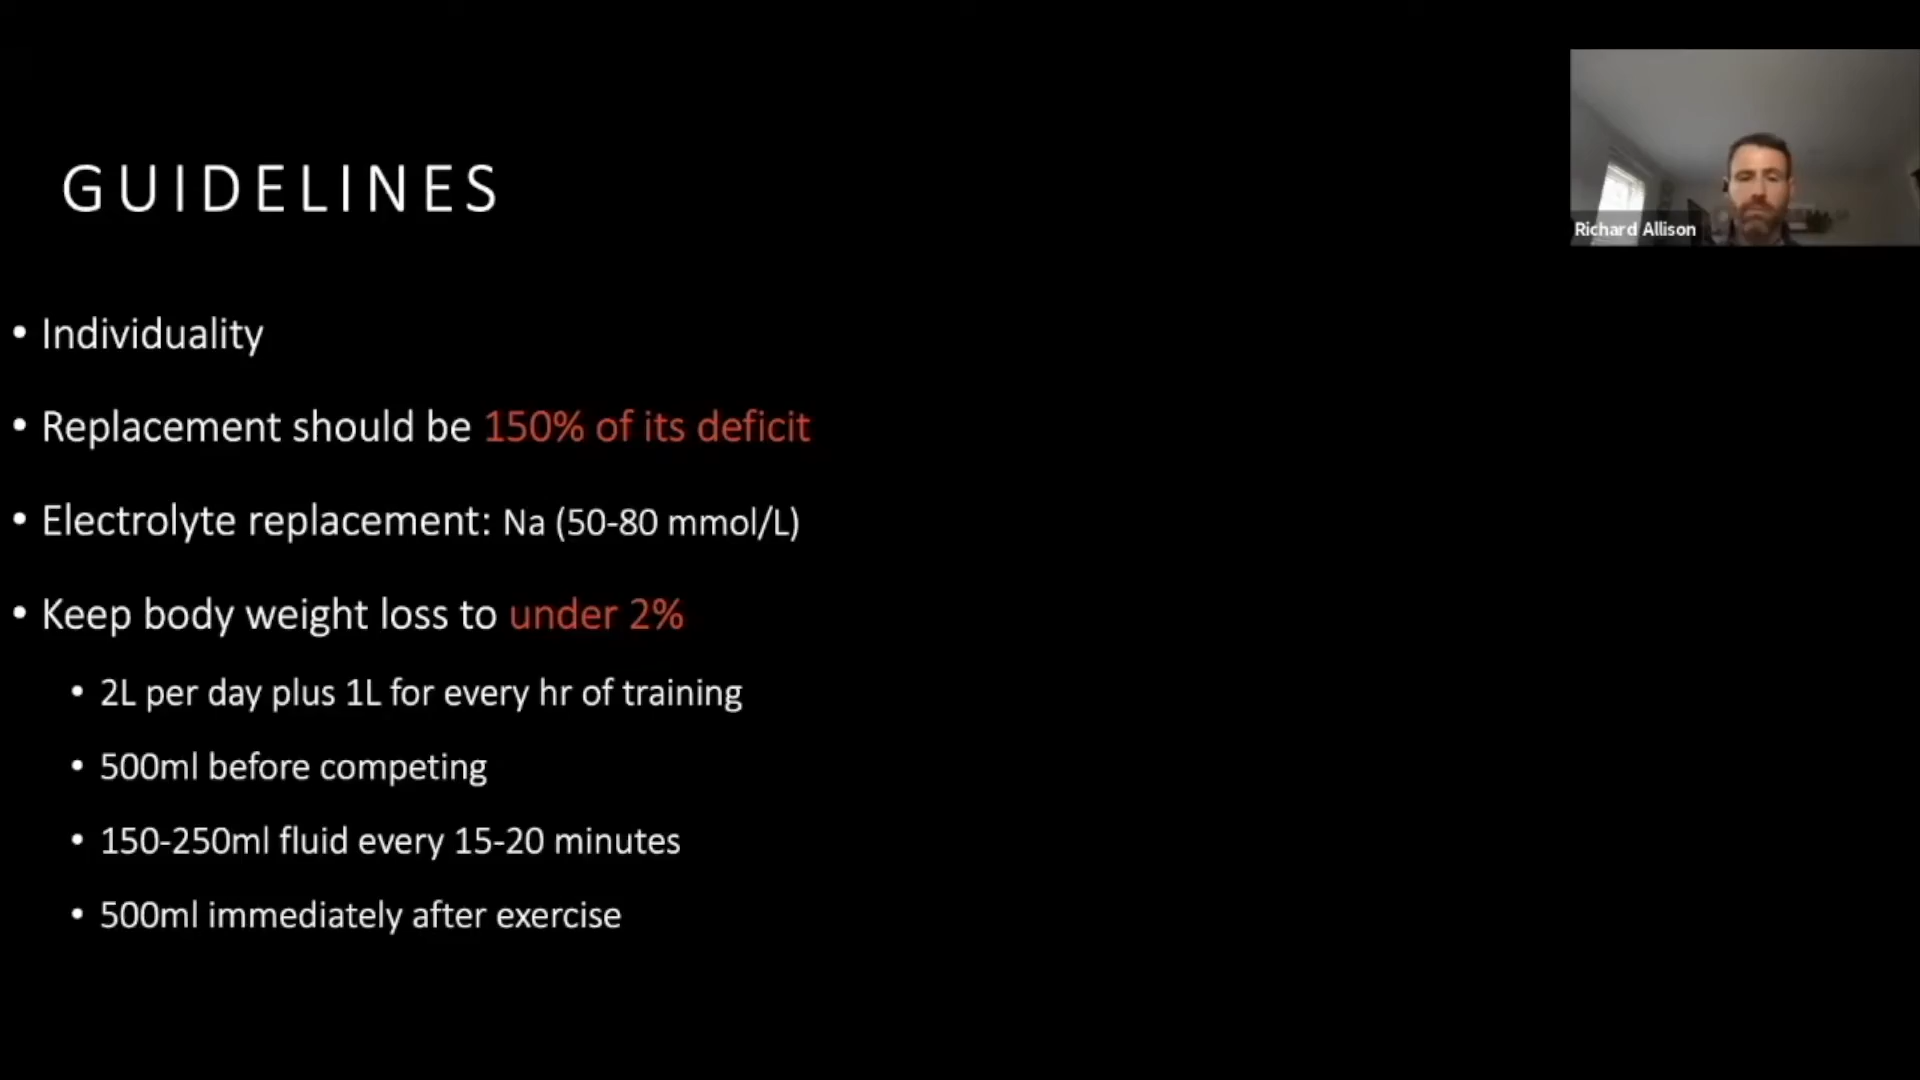 GUIDELINES
Richard Allison
• Individuality
• Replacement should be 150% of its deficit
• Electrolyte replacement: Na (50-80 mmol/L)
• Keep body weight loss to under 2%
• 2L per day plus 1L for every hr of training
• 500ml before competing
• 150-250ml fluid every 15-20 minutes
• 500ml immediately after exercise